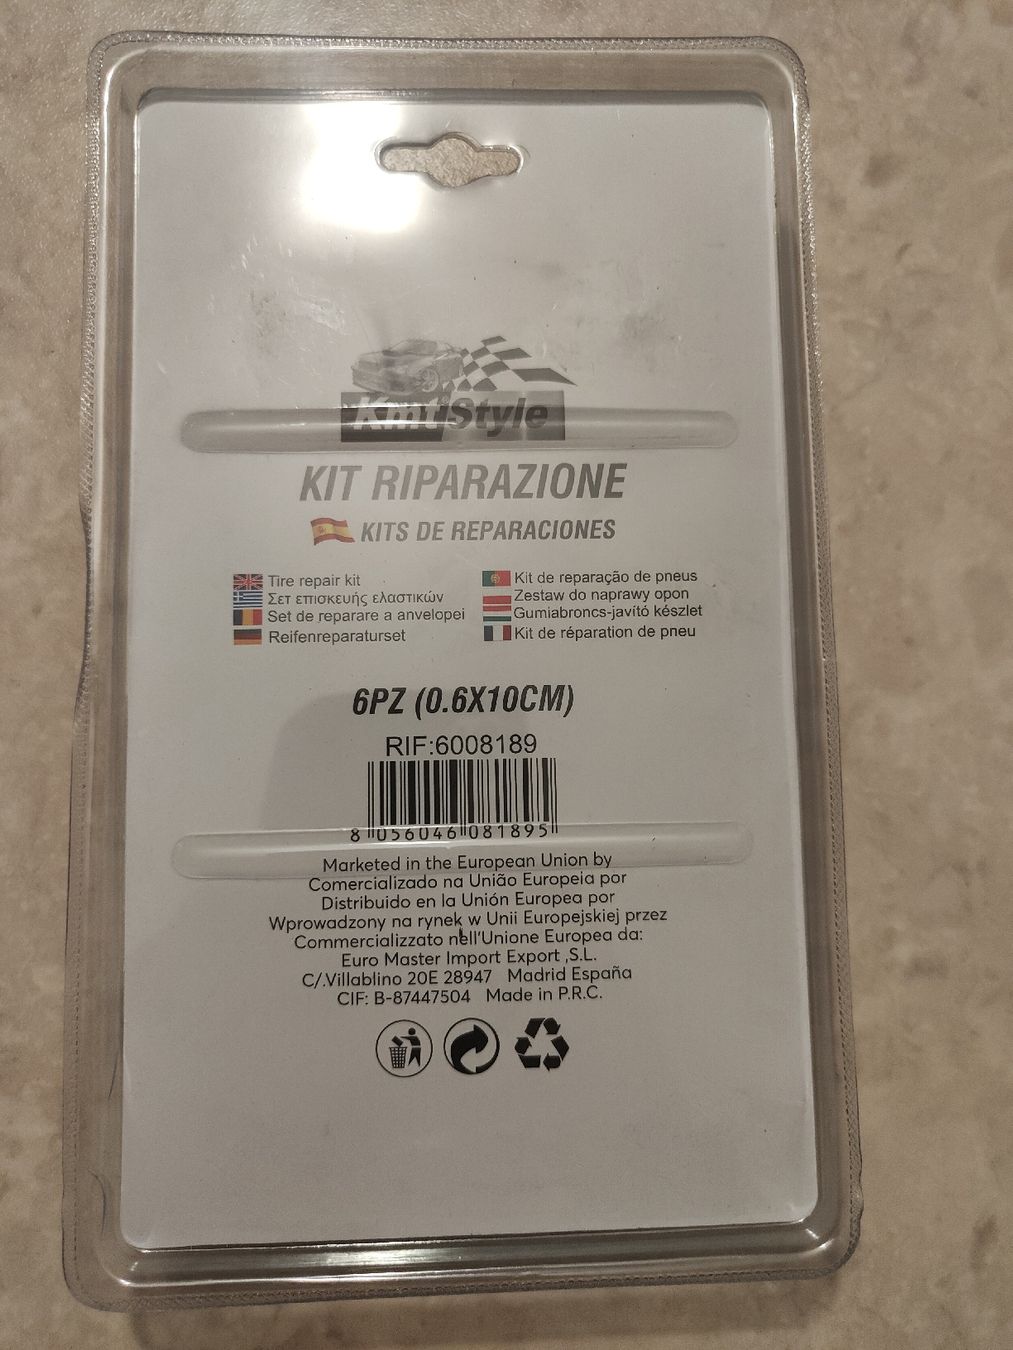 Kmt Style
KIT RIPARAZIONE
KITS DE REPARACIONES
Tire repair kit
Σετ επισκευής ελαστικών
Set de reparare a anvelopei
Reifenreparaturset
Kit de reparação de pneus
Zestaw do naprawy opon
Gumiabroncs-javító készlet
Kit de réparation de pneu
6PZ (0.6X10CM)
RIF:6008189
8 056046 081895
Marketed in the European Union by
Comercializado na União Europeia por
Distribuido en la Unión Europea por
Wprowadzony na rynek w Unii Europejskiej przez
Commercializzato nell'Unione Europea da:
Euro Master Import Export ,S.L.
C/.Villablino 20E 28947 Madrid España
CIF: B-87447504 Made in P.R.C.